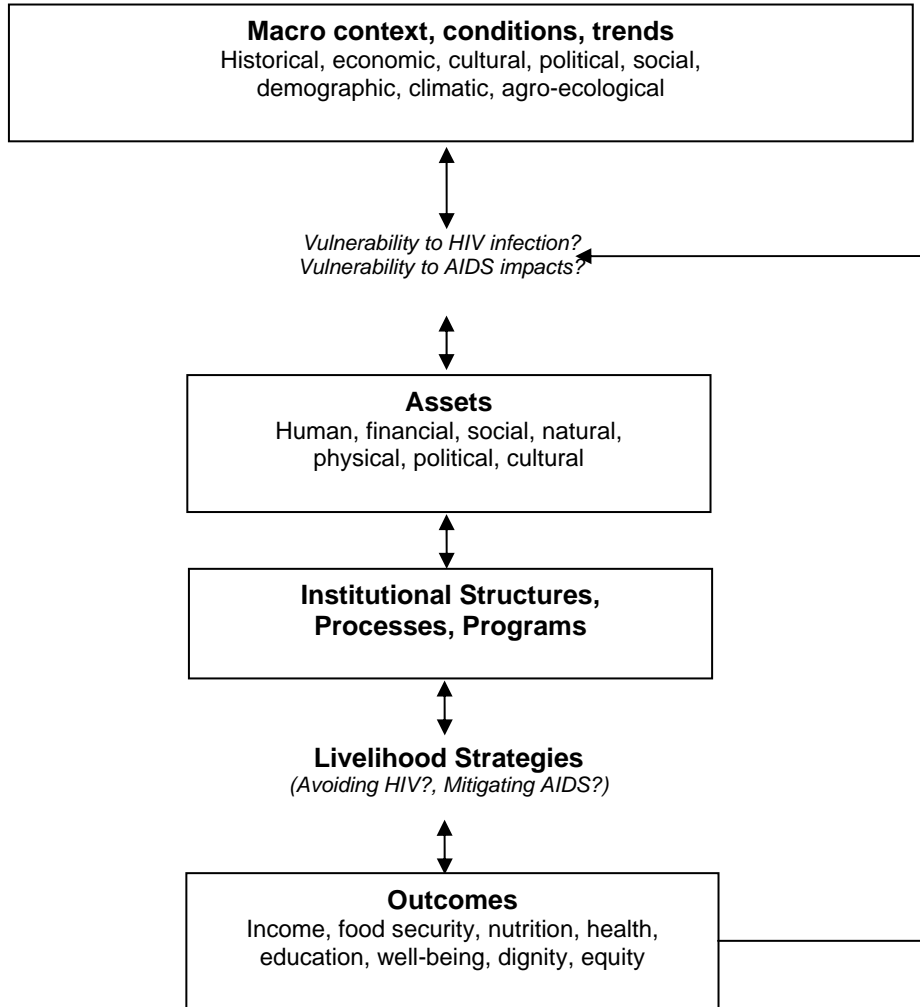 Macro context, conditions, trends
Historical, economic, cultural, political, social,
demographic, climatic, agro-ecological
Vulnerability to HIV infection?
Vulnerability to AIDS impacts?
Assets
Human, financial, social, natural,
physical, political, cultural
Institutional Structures,
Processes, Programs
Livelihood Strategies
(Avoiding HIV?, Mitigating AIDS?)
Outcomes
Income, food security, nutrition, health,
education, well-being, dignity, equity